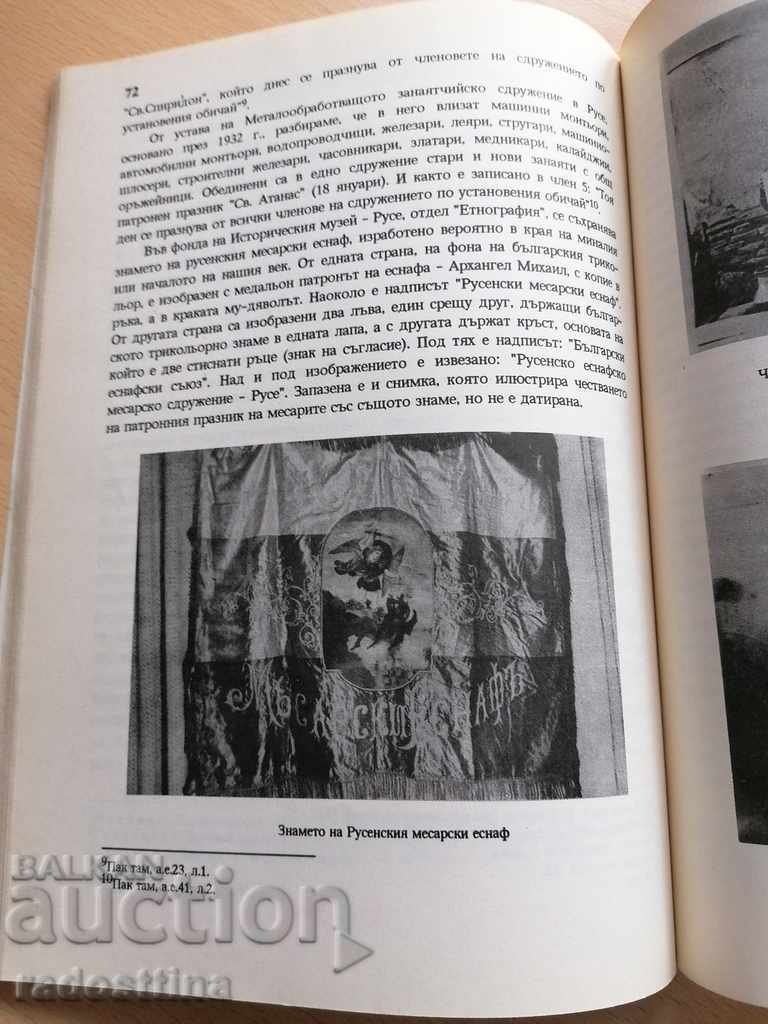 72
"Св.Спиридон", който днес се празнува от членовете на сдружението по
установения обичай"9.
От устава на Металообработващото занаятчийско сдружение в Русе,
основано през 1932 г., разбираме, че в него влизат машинни монтьори,
автомобилни монтьори, водопроводчици, железари, леяри, стругари, машинно-
шлосери, строителни железари, часовникари, златари, медникари, калайджии,
оръжейници. Обединени са в едно сдружение стари и нови занаяти с общ
патронен празник "Св. Атанас" (18 януари). И както е записано в член 5: "Тоя
ден се празнува от всички членове на сдружението по установения обичай"10.
Във фонда на Историческия музей – Русе, отдел "Етнография", се съхранява
знамето на русенския месарски еснаф, изработено вероятно в края на миналия
или началото на нашия век. От едната страна, на фона на българския трико-
льор, е изобразен с медальон патронът на еснафа – Архангел Михаил, с копие в
ръка, а в краката му-дяволът. Наоколо е надписът "Русенски месарски еснаф".
От другата страна са изобразени два лъва, един срещу друг, държащи българ-
ското трикольорно знаме в едната лапа, а с другата държат кръст, основата на
който е две стиснати ръце (знак на съгласие). Под тях е надписът: "Български
еснафски съюз". Над и под изображението е извезано: "Русенско еснафско
месарско сдружение – Русе". Запазена е и снимка, която илюстрира честването
на патронния празник на месарите със същото знаме, но не е датирана.
Мѣсарски еснафъ
Знамето на Русенския месарски еснаф
9Пак там, а.е.23, л.1.
10Пак там, а.е.41, л.2.
Ч
BALKAN
auction
radosttina